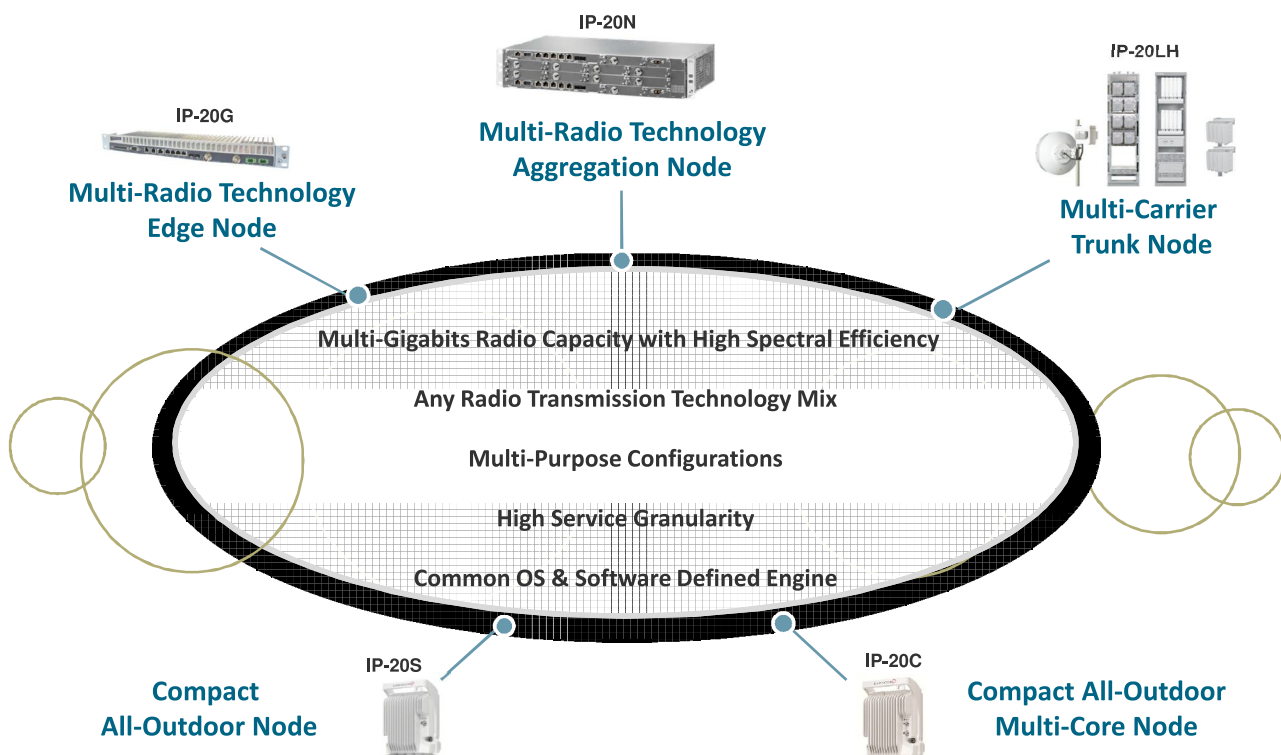 IP-20N
IP-20LH
IP-20G
Multi-Radio Technology
Aggregation Node
Multi-Radio Technology
Edge Node
Multi-Carrier
Trunk Node
Multi-Gigabits Radio Capacity with High Spectral Efficiency
Any Radio Transmission Technology Mix
Multi-Purpose Configurations
High Service Granularity
Common OS & Software Defined Engine
IP-20S
IP-20C
Compact
All-Outdoor Node
Compact All-Outdoor
Multi-Core Node